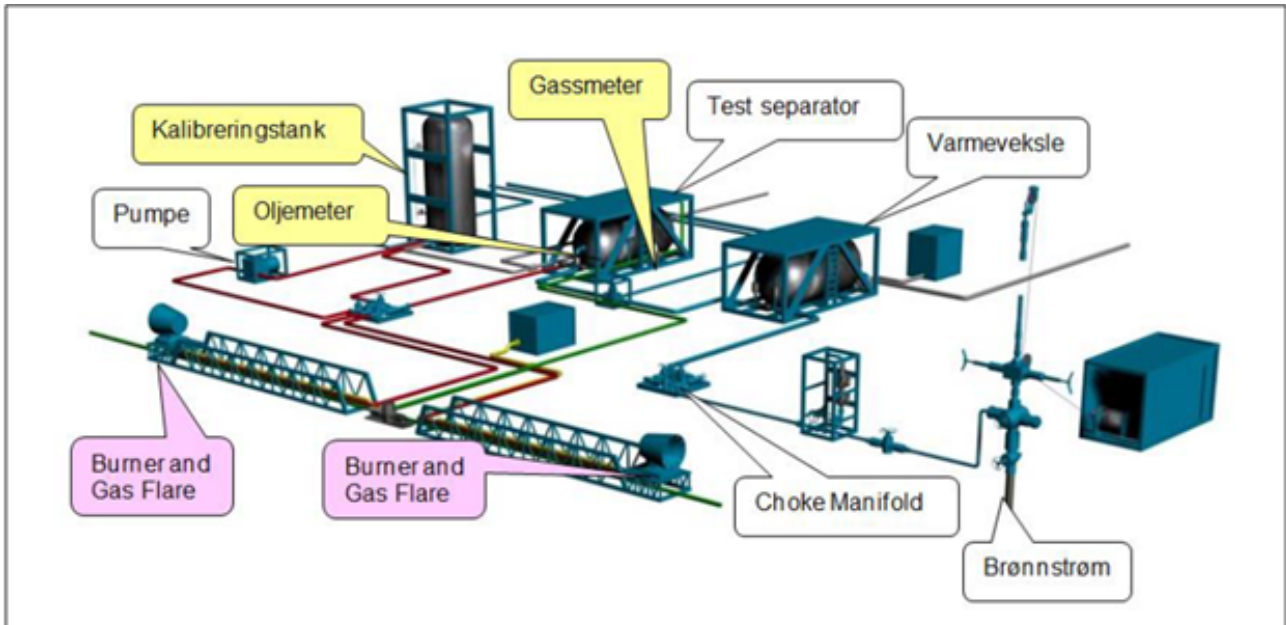 Gassmeter
Test separator
Kalibreringstank
Varmeveksle
Pumpe
Oljemeter
Burner and
Gas Flare
Burner and
Gas Flare
Choke Manifold
Brønnstrøm